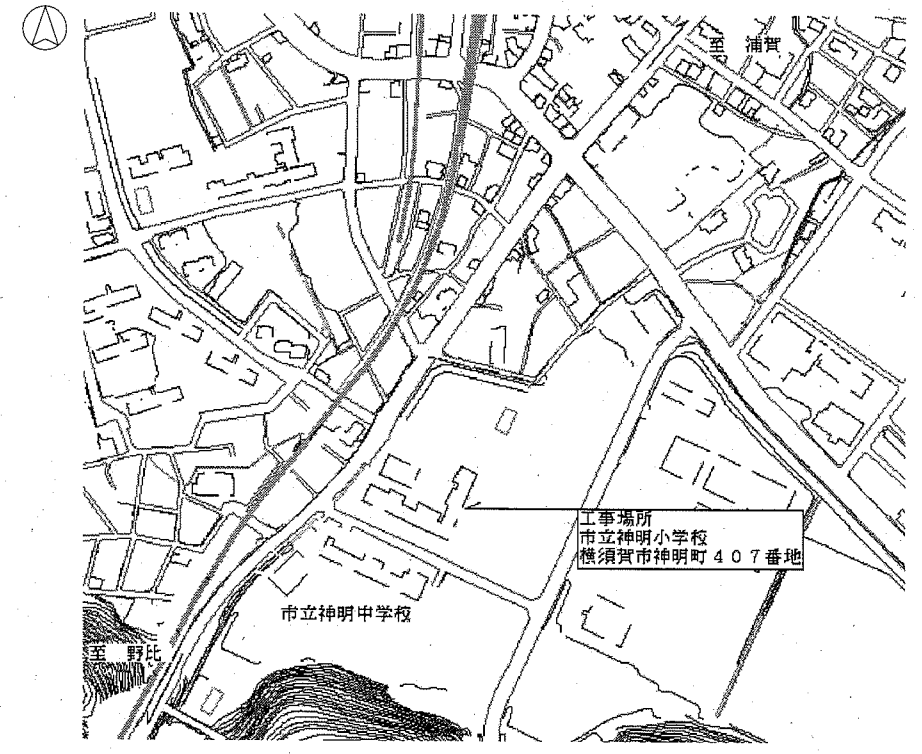 至　浦賀
工事場所
市立神明小学校
横須賀市神明町４０７番地
市立神明中学校
至　野比